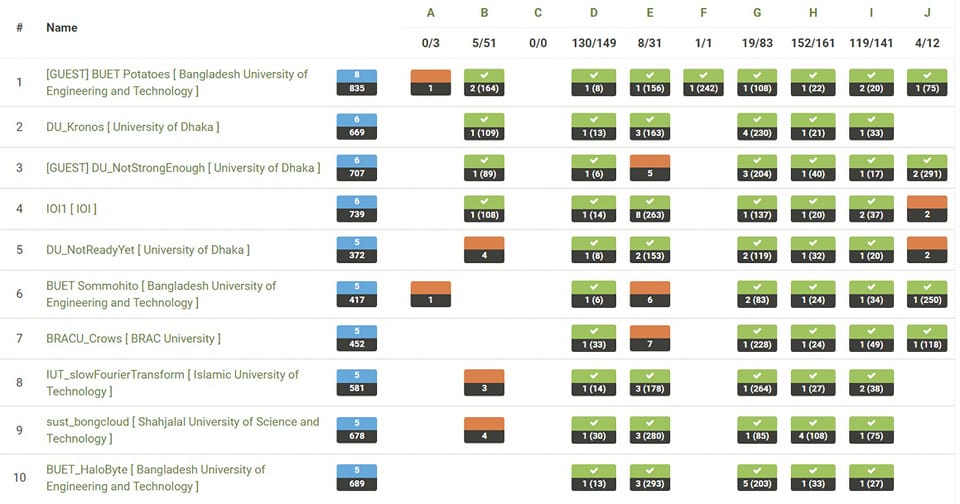 # Name A B C D E F G H I J
0/3 5/51 0/0 130/149 8/31 1/1 19/83 152/161 119/141 4/12
1 [GUEST] BUET Potatoes [ Bangladesh University of
Engineering and Technology ]
8
835 1 2 (164) 1 (8) 1 (156) 1 (242) 1 (108) 1 (22) 2 (20) 1 (75)
2 DU_Kronos [ University of Dhaka ]
6
669 1 (109) 1 (13) 3 (163) 4 (230) 1 (21) 1 (33)
3 [GUEST] DU_NotStrongEnough [ University of Dhaka ]
6
707 1 (89) 1 (6) 5 3 (204) 1 (40) 1 (17) 2 (291)
4 IOI1 [ IOI ]
6
739 1 (108) 1 (14) 8 (263) 1 (137) 1 (20) 2 (37) 2
5 DU_NotReadyYet [ University of Dhaka ]
5
372 4 1 (8) 2 (153) 2 (119) 1 (32) 1 (20) 2
6 BUET Sommohito [ Bangladesh University of
Engineering and Technology ]
5
417 1 1 (6) 6 2 (83) 1 (24) 1 (34) 1 (250)
7 BRACU_Crows [ BRAC University ]
5
452 1 (33) 7 1 (228) 1 (24) 1 (49) 1 (118)
8 IUT_slowFourierTransform [ Islamic University of
Technology ]
5
581 3 1 (14) 3 (178) 1 (264) 1 (27) 2 (38)
9 sust_bongcloud [ Shahjalal University of Science and
Technology ]
5
678 4 1 (30) 3 (280) 1 (85) 4 (108) 1 (75)
10 BUET_HaloByte [ Bangladesh University of
Engineering and Technology ]
5
689 1 (13) 3 (293) 5 (203) 1 (33) 1 (27)